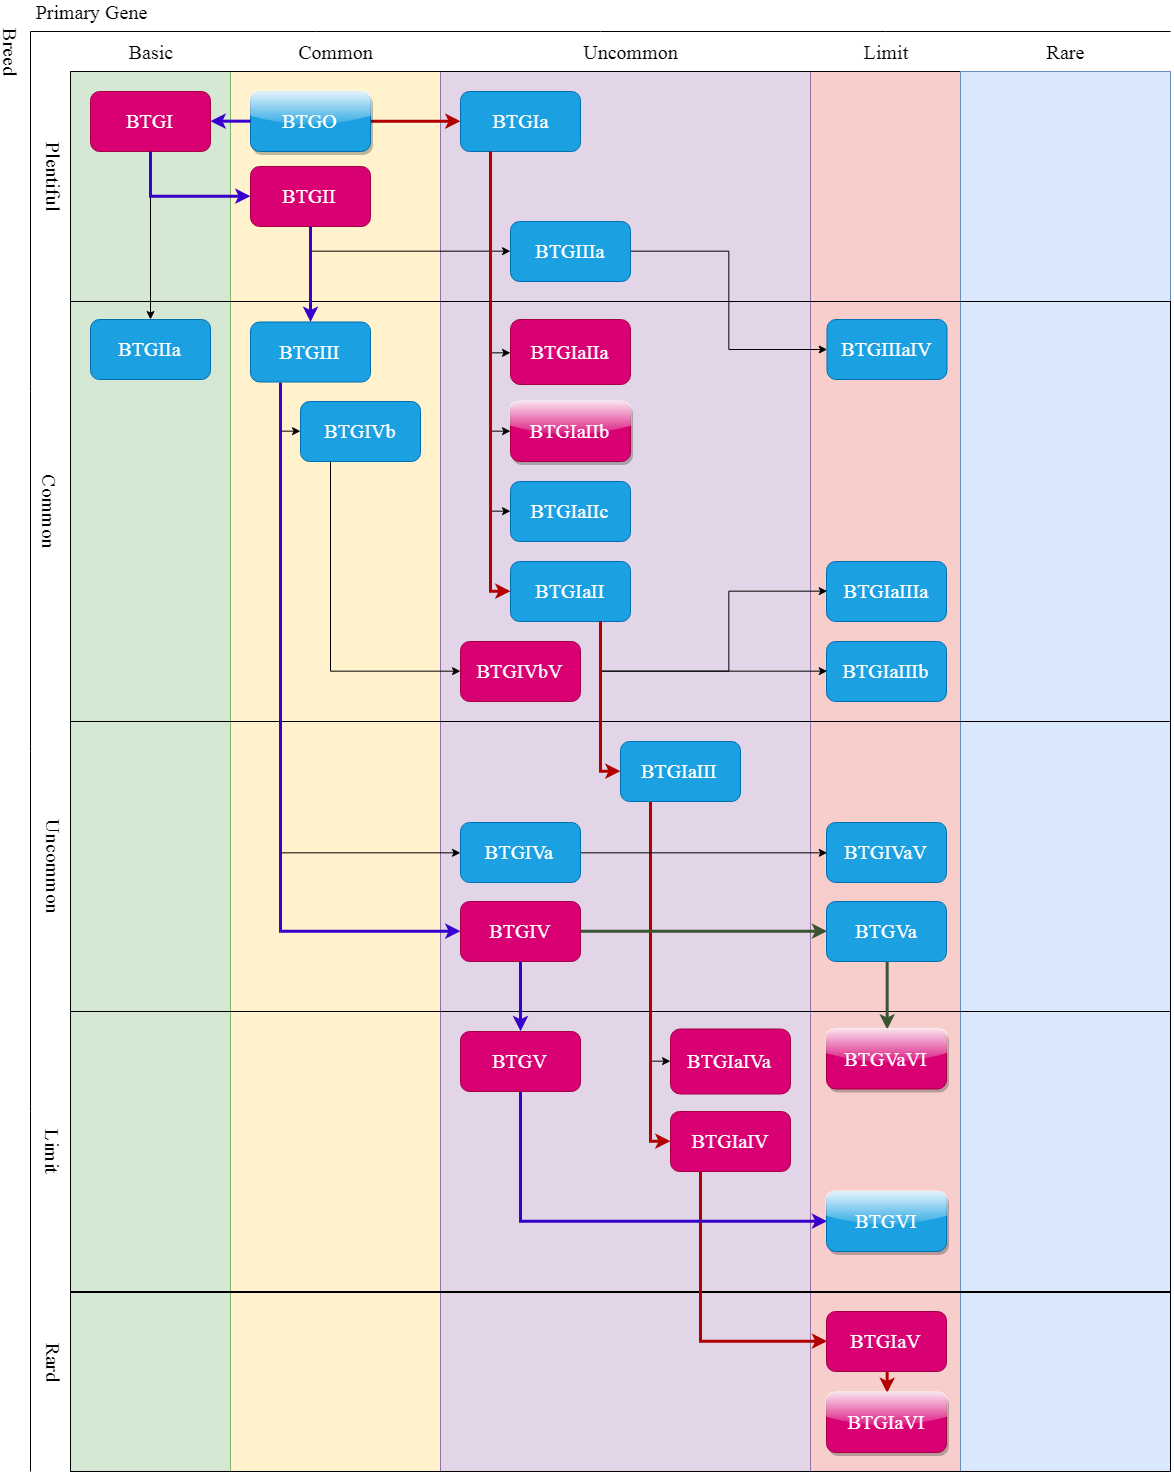 Primary Gene
Breed
Basic
Common
Uncommon
Limit
Rare
Plentiful
BTGI
BTGO
BTGIa
BTGII
BTGIIIa
Common
BTGIIa
BTGIII
BTGIaIIa
BTGIIIaIV
BTGIVb
BTGIaIIb
BTGIaIIc
BTGIaII
BTGIaIIIa
BTGIVbV
BTGIaIIIb
Uncommon
BTGIaIII
BTGIVa
BTGIVaV
BTGIV
BTGVa
Limit
BTGV
BTGIaIVa
BTGVaVI
BTGIaIV
BTGVI
Rard
BTGIaV
BTGIaVI